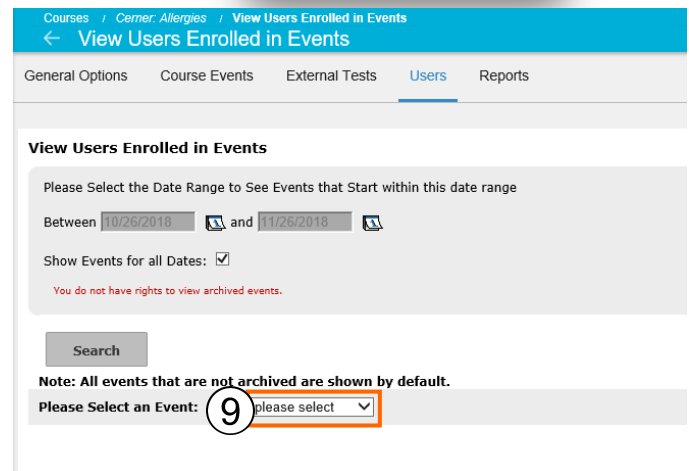 Courses / Cerner: Allergies / View Users Enrolled in Events
← View Users Enrolled in Events
General Options Course Events External Tests Users Reports
View Users Enrolled in Events
Please Select the Date Range to See Events that Start within this date range
Between 10/26/2018 and 11/26/2018
Show Events for all Dates:
You do not have rights to view archived events.
Search
Note: All events that are not archived are shown by default.
Please Select an Event: 9 please select